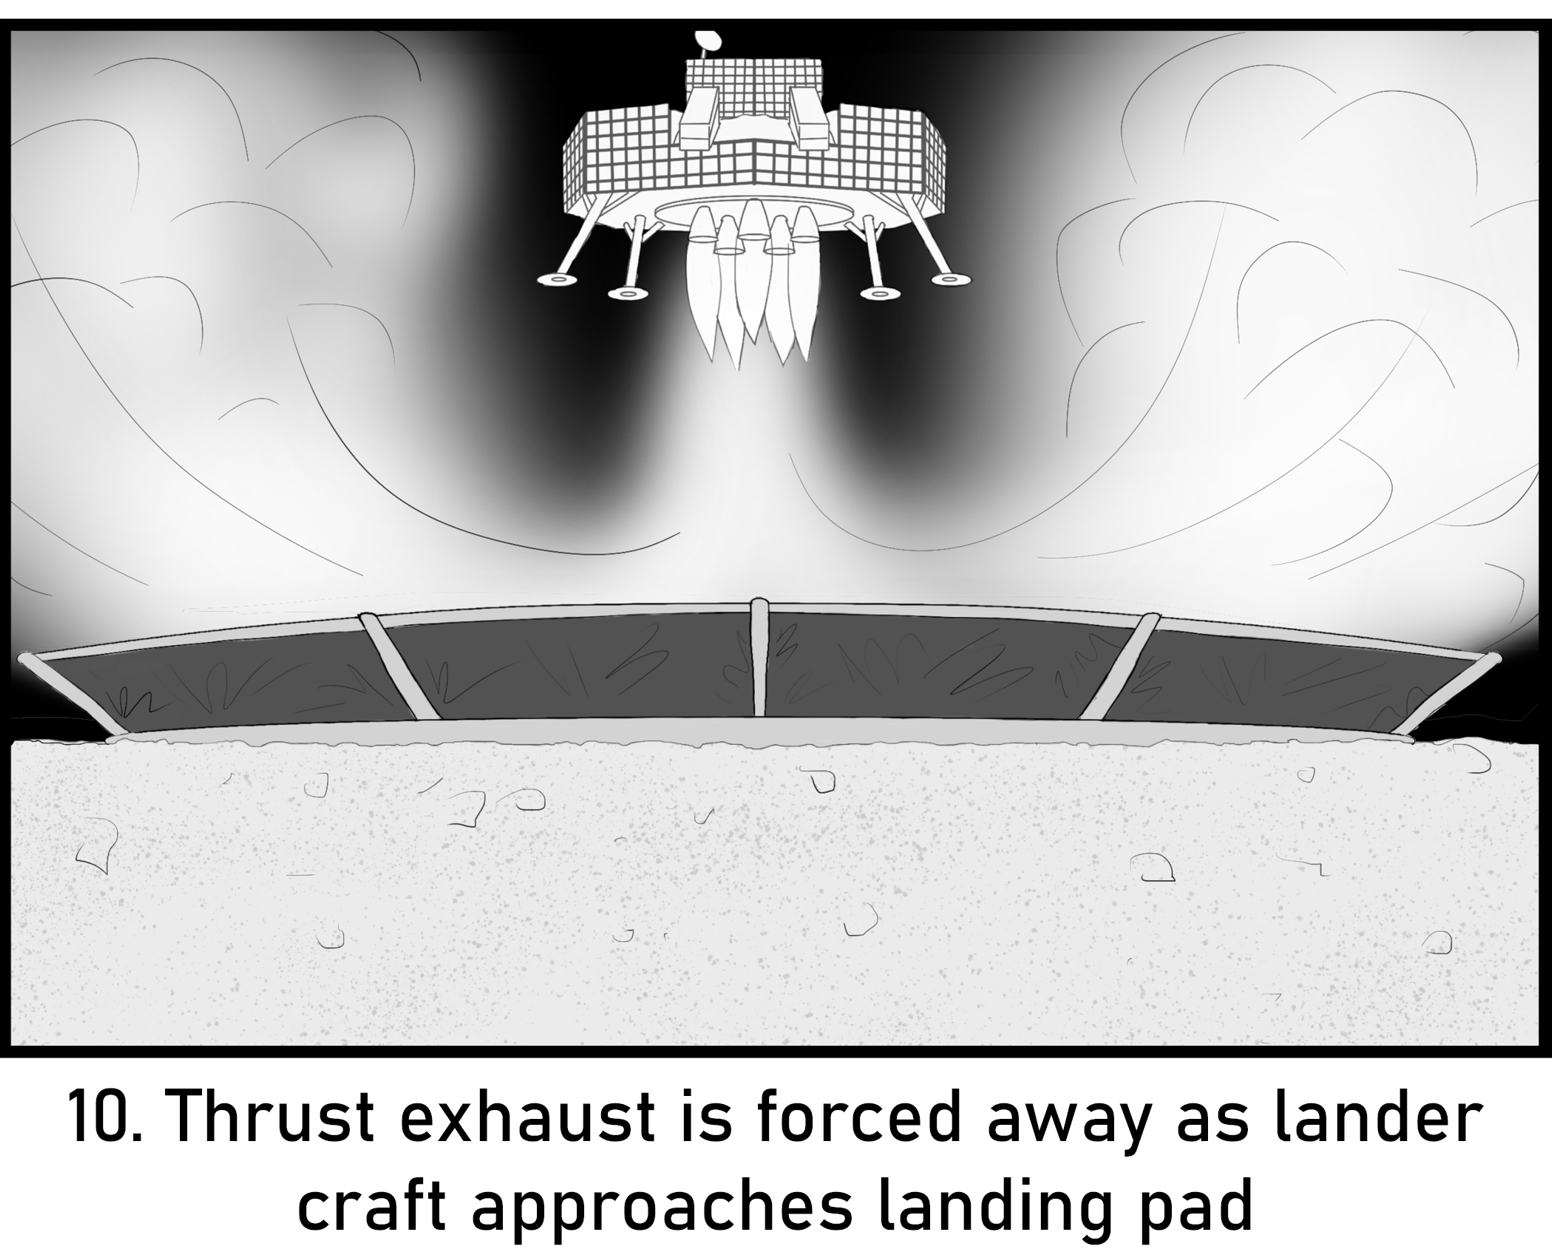 10. Thrust exhaust is forced away as lander
craft approaches landing pad